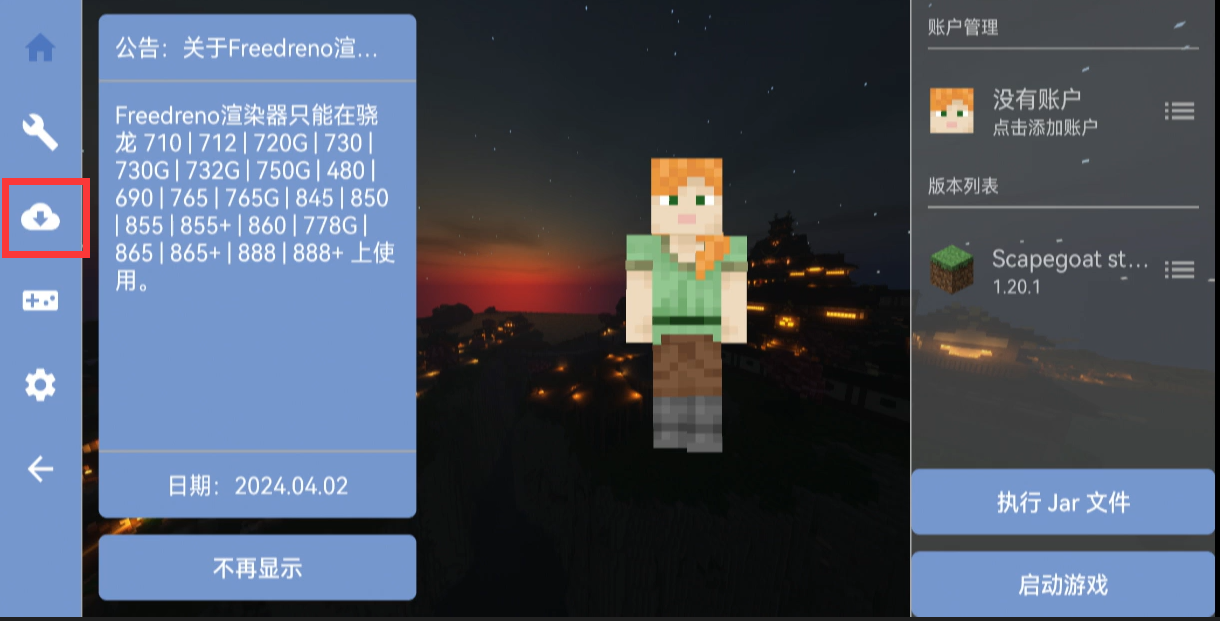 公告：关于Freedreno渲...
Freedreno渲染器只能在骁
龙 710 | 712 | 720G | 730 |
730G | 732G | 750G | 480 |
690 | 765 | 765G | 845 | 850
| 855 | 855+ | 860 | 778G |
865 | 865+ | 888 | 888+ 上使
用。
日期：2024.04.02
不再显示
账户管理
没有账户
点击添加账户
版本列表
Scapegoat st...
1.20.1
执行 Jar 文件
启动游戏